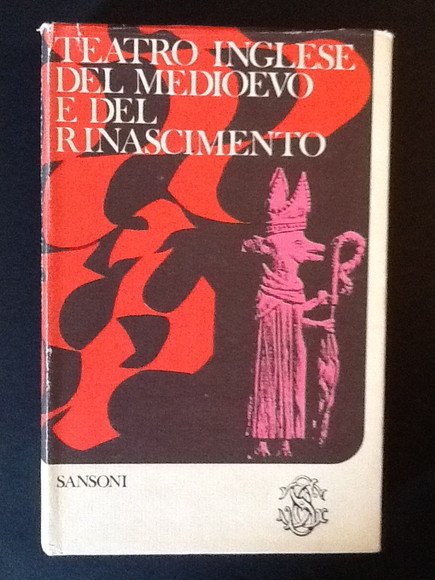 TEATRO INGLESE
DEL MEDIOEVO
E DEL
RINASCIMENTO
SANSONI